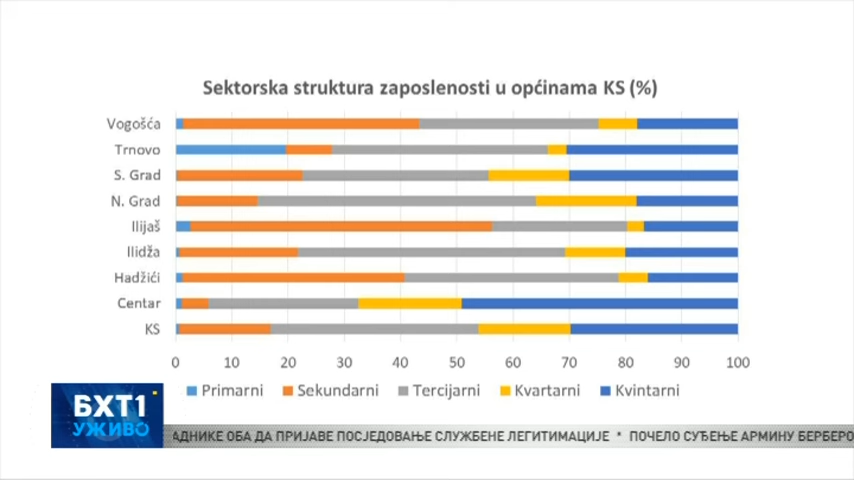 Sektorska struktura zaposlenosti u općinama KS (%)
Vogošća
Trnovo
S. Grad
N. Grad
Ilijaš
Ilidža
Hadžići
Centar
KS
0 10 20 30 40 50 60 70 80 90 100
Primarni Sekundarni Tercijarni Kvartarni Kvintarni
БХТ1
УЖИВО
АДНИКЕ ОБА ДА ПРИЈАВЕ ПОСЈЕДОВАЊЕ СЛУЖБЕНЕ ЛЕГИТИМАЦИЈЕ * ПОЧЕЛО СУЂЕЊЕ АРМИНУ БЕРБЕРО